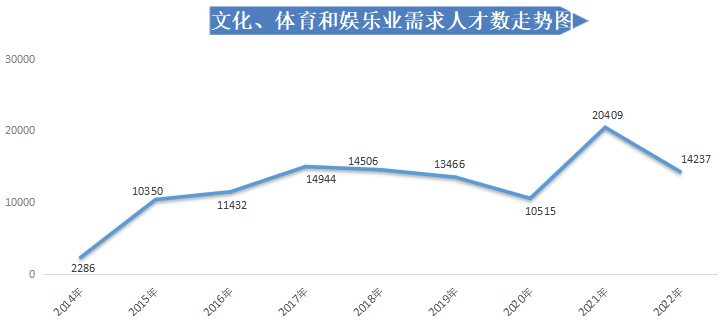 文化、体育和娱乐业需求人才数走势图
30000
20000
10000
0
2286
10350
11432
14944
14506
13466
10515
20409
14237
2014年
2015年
2016年
2017年
2018年
2019年
2020年
2021年
2022年